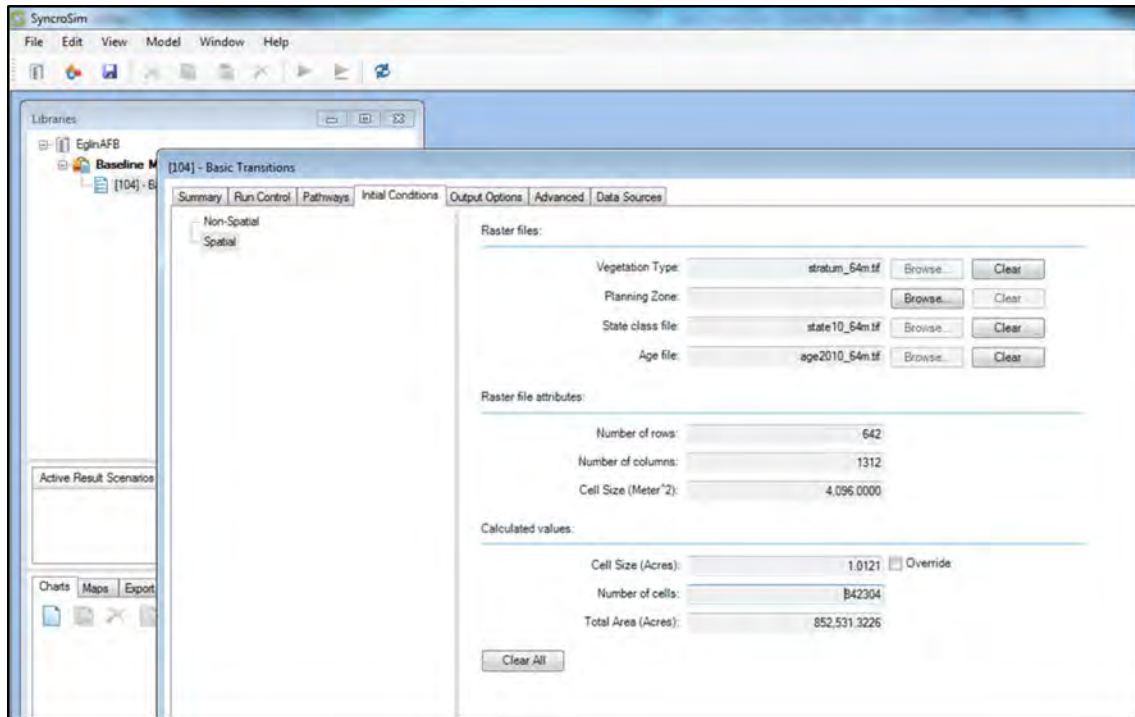 SyncroSim
File Edit View Model Window Help
Libraries
EglinAFB
Baseline M
[104] - B
[104] - Basic Transitions
Summary Run Control Pathways Initial Conditions Output Options Advanced Data Sources
Non-Spatial
Spatial
Raster files:
Vegetation Type: stratum_64m.tif Browse... Clear
Planning Zone: Browse... Clear
State class file: state10_64m.tif Browse... Clear
Age file: age2010_64m.tif Browse... Clear
Raster file attributes:
Number of rows: 642
Number of columns: 1312
Cell Size (Meter^2): 4,096.0000
Calculated values:
Cell Size (Acres): 1.0121 Override
Number of cells: 842304
Total Area (Acres): 852,531.3226
Clear All
Active Result Scenarios
Charts Maps Export